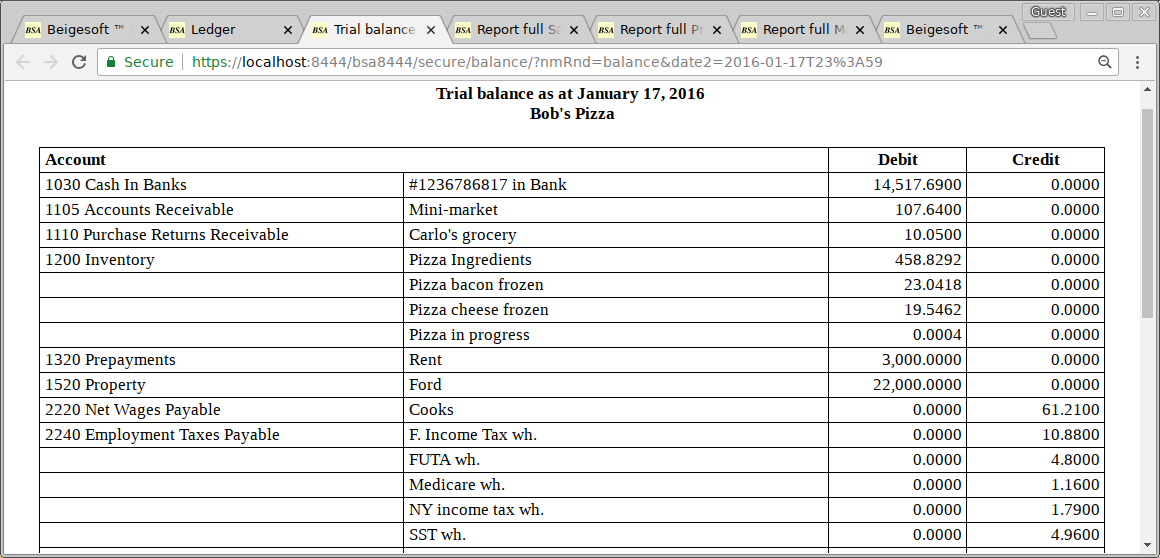 Guest
BSA Beigesoft ™
BSA Ledger
BSA Trial balance
BSA Report full Sa
BSA Report full Pr
BSA Report full M
BSA Beigesoft ™
Secure https://localhost:8444/bsa8444/secure/balance/?nmRnd=balance&date2=2016-01-17T23%3A59
Trial balance as at January 17, 2016
Bob's Pizza
Account Debit Credit
1030 Cash In Banks #1236786817 in Bank 14,517.6900 0.0000
1105 Accounts Receivable Mini-market 107.6400 0.0000
1110 Purchase Returns Receivable Carlo's grocery 10.0500 0.0000
1200 Inventory Pizza Ingredients 458.8292 0.0000
Pizza bacon frozen 23.0418 0.0000
Pizza cheese frozen 19.5462 0.0000
Pizza in progress 0.0004 0.0000
1320 Prepayments Rent 3,000.0000 0.0000
1520 Property Ford 22,000.0000 0.0000
2220 Net Wages Payable Cooks 0.0000 61.2100
2240 Employment Taxes Payable F. Income Tax wh. 0.0000 10.8800
FUTA wh. 0.0000 4.8000
Medicare wh. 0.0000 1.1600
NY income tax wh. 0.0000 1.7900
SST wh. 0.0000 4.9600